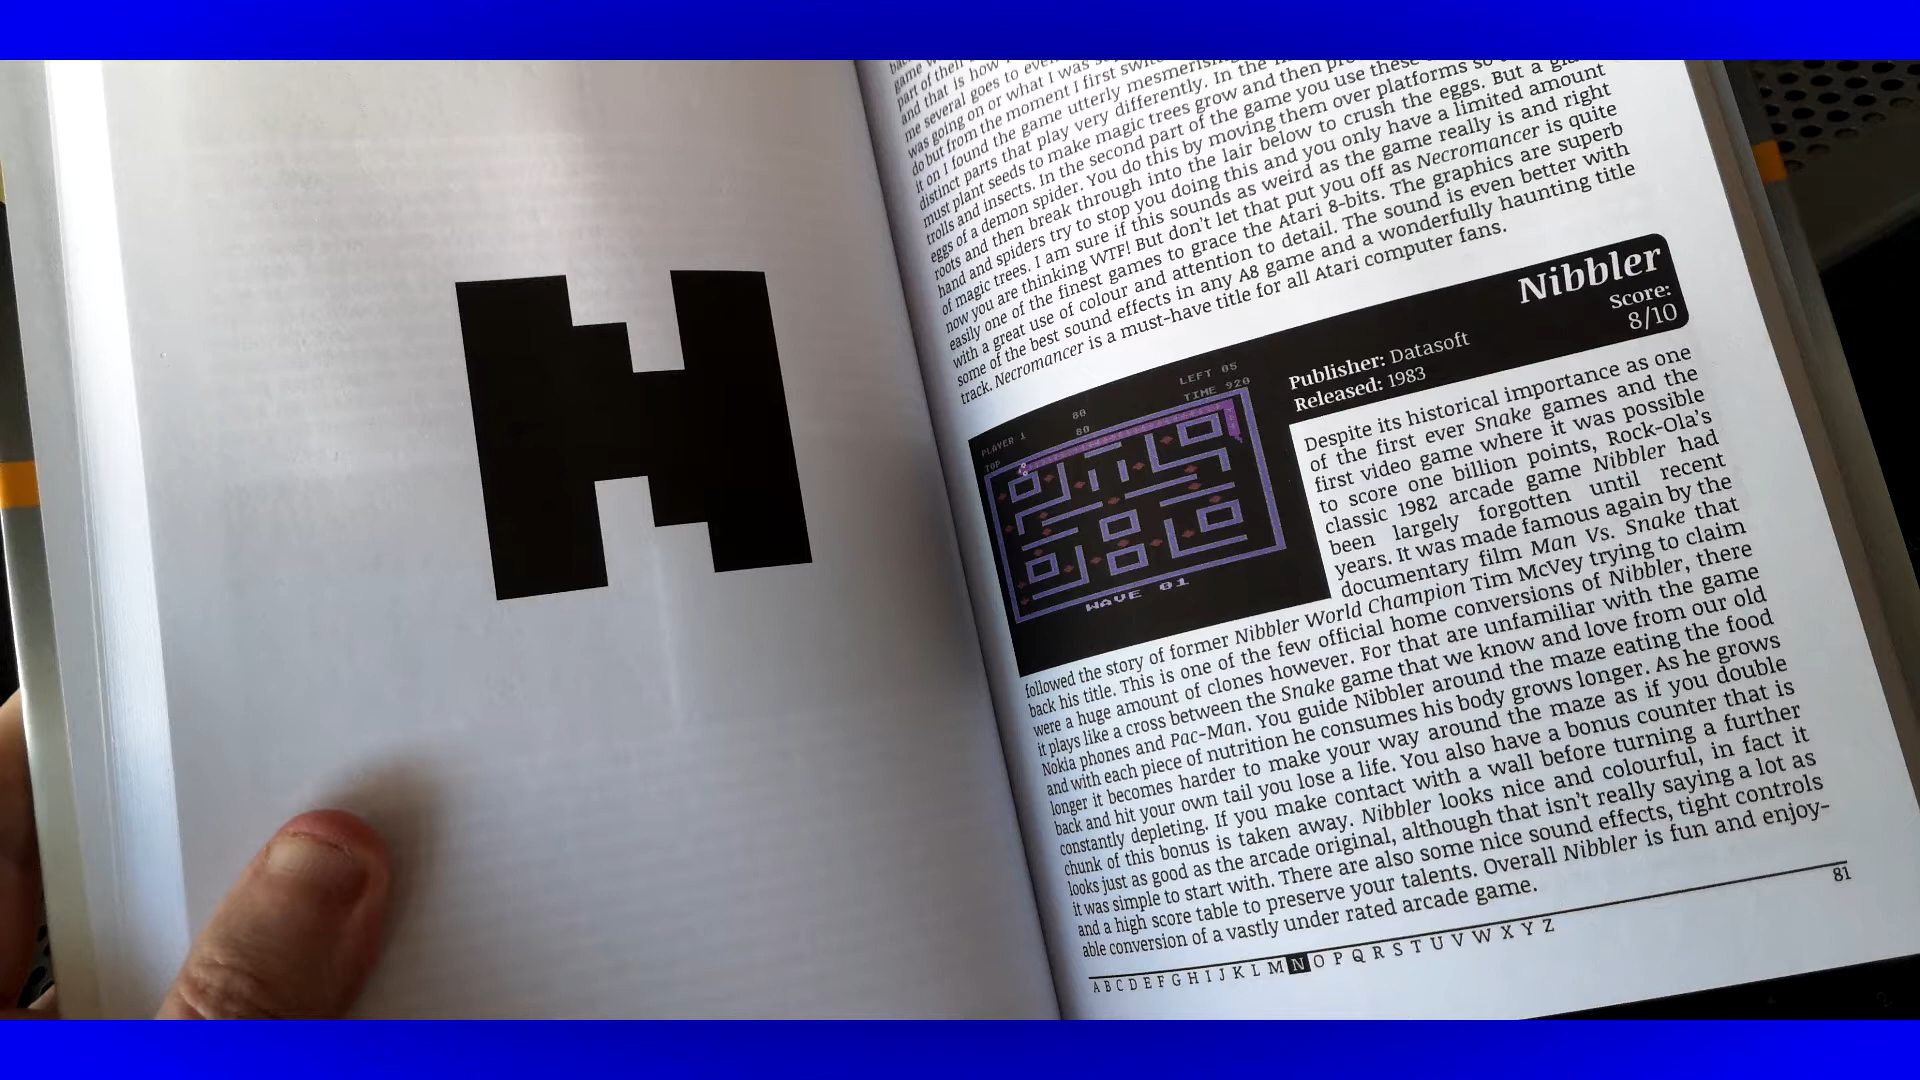 N
and that is how
me several goes to
was going on or what I was
do but from the moment I first
it on I found the game utterly mesmerising
distinct parts that play very differently. In the
must plant seeds to make magic trees grow and then
trolls and insects. In the second part of the game you use these
eggs of a demon spider. You do this by moving them over platforms so
roots and then break through into the lair below to crush the eggs. But a
hand and spiders try to stop you doing this and you only have a limited amount
of magic trees. I am sure if this sounds as weird as the game really is and right
now you are thinking WTF! But don't let that put you off as Necromancer is quite
easily one of the finest games to grace the Atari 8-bits. The graphics are superb
with a great use of colour and attention to detail. The sound is even better with
some of the best sound effects in any A8 game and a wonderfully haunting title
track. Necromancer is a must-have title for all Atari computer fans.
Nibbler
Score:
8/10
Publisher: Datasoft
Released: 1983
PLAYER 1 80 LEFT 05
TOP 80 TIME 920
WAVE 01
Despite its historical importance as one
of the first ever Snake games and the
first video game where it was possible
to score one billion points, Rock-Ola's
classic 1982 arcade game Nibbler had
been largely forgotten until recent
years. It was made famous again by the
documentary film Man Vs. Snake that
followed the story of former Nibbler World Champion Tim McVey trying to claim
back his title. This is one of the few official home conversions of Nibbler, there
were a huge amount of clones however. For that are unfamiliar with the game
it plays like a cross between the Snake game that we know and love from our old
Nokia phones and Pac-Man. You guide Nibbler around the maze eating the food
and with each piece of nutrition he consumes his body grows longer. As he grows
longer it becomes harder to make your way around the maze as if you double
back and hit your own tail you lose a life. You also have a bonus counter that is
constantly depleting. If you make contact with a wall before turning a further
chunk of this bonus is taken away. Nibbler looks nice and colourful, in fact it
looks just as good as the arcade original, although that isn't really saying a lot as
it was simple to start with. There are also some nice sound effects, tight controls
and a high score table to preserve your talents. Overall Nibbler is fun and enjoy-
able conversion of a vastly under rated arcade game.
81
A B C D E F G H I J K L M N O P Q R S T U V W X Y Z